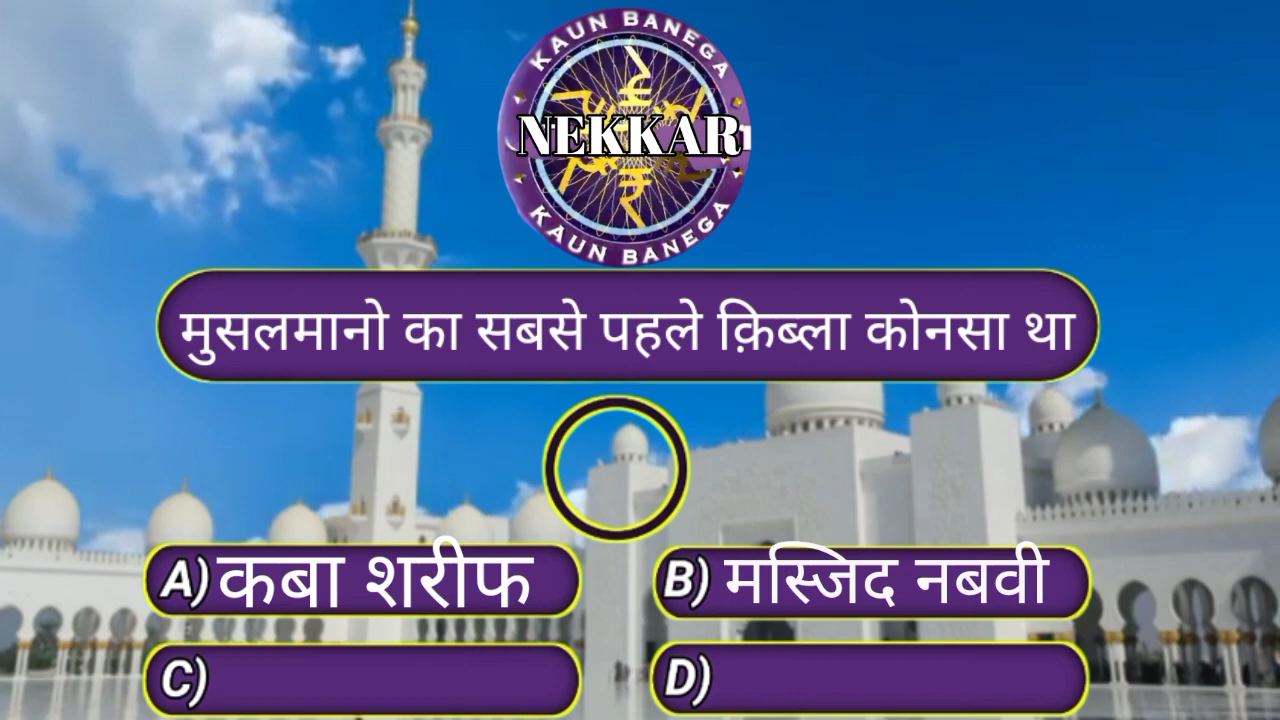 KAUN BANEGA
NEKKAR
KAUN BANEGA
मुसलमानो का सबसे पहले क़िब्ला कोनसा था
A) कबा शरीफ
B) मस्जिद नबवी
C)
D)